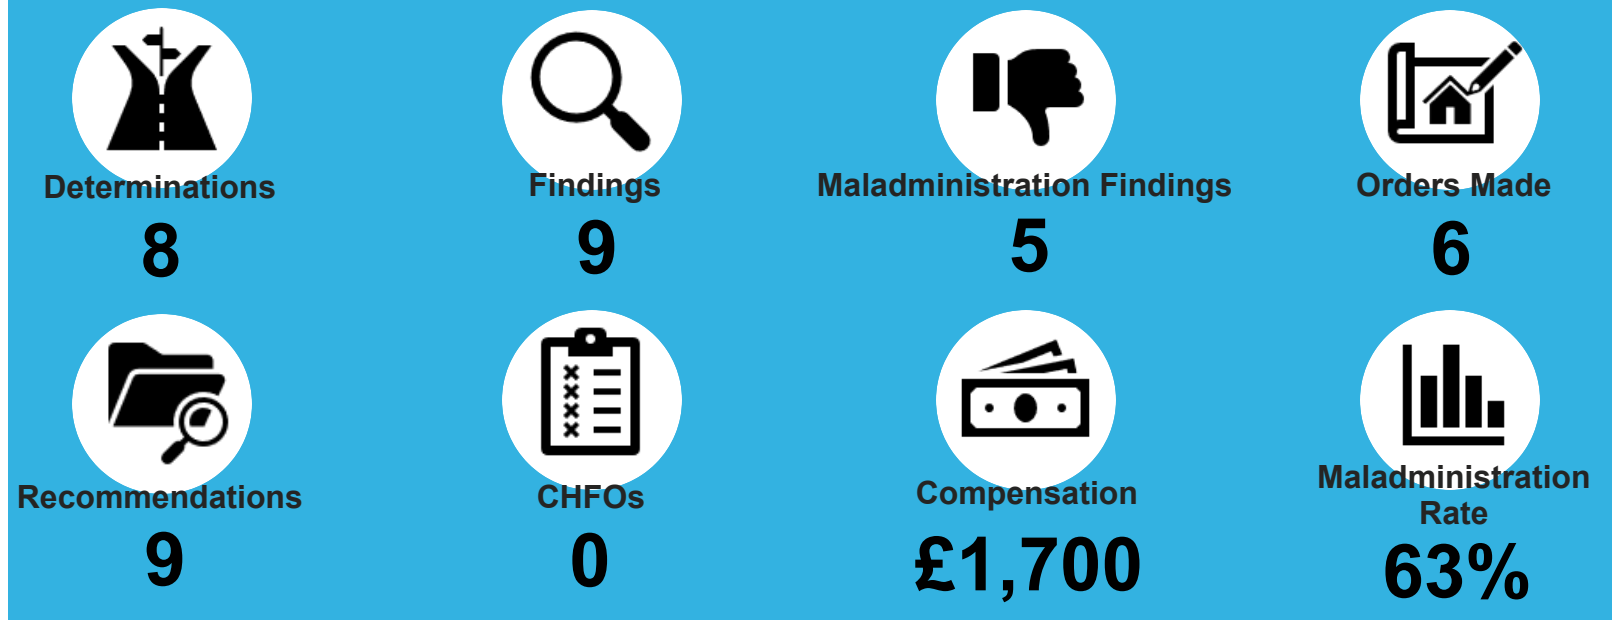 Determinations
8
Findings
9
Maladministration Findings
5
Orders Made
6
Recommendations
9
CHFOs
0
Compensation
£1,700
Maladministration
Rate
63%